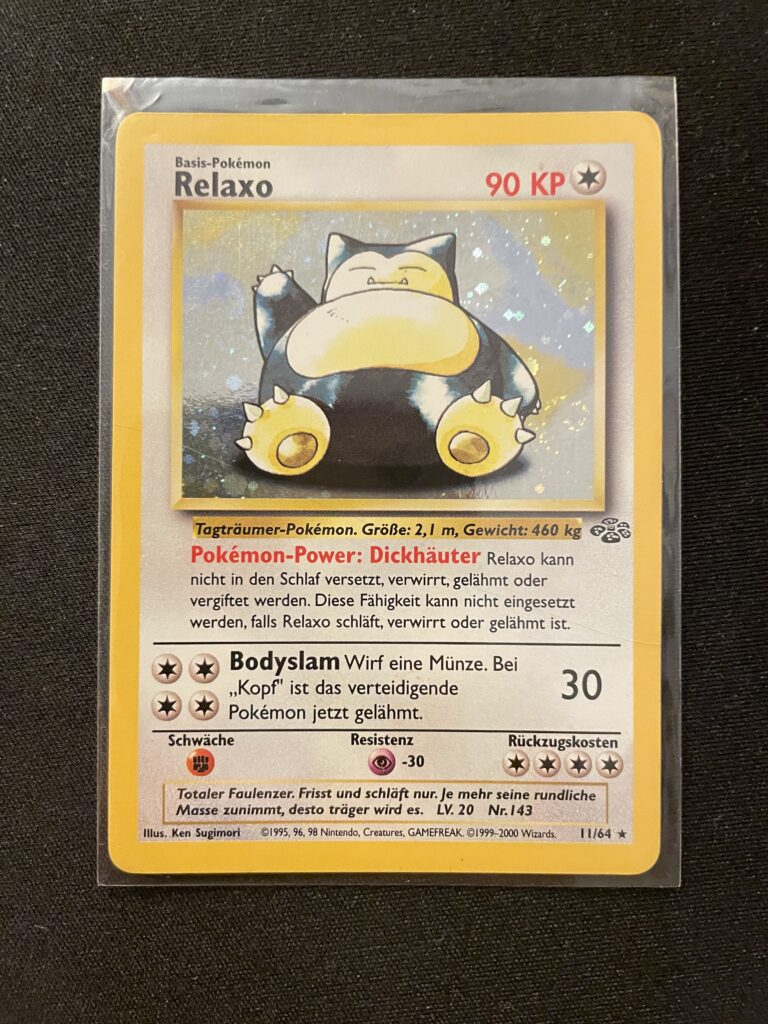 Basis-Pokémon
Relaxo 90 KP
Tagträumer-Pokémon. Größe: 2,1 m, Gewicht: 460 kg
Pokémon-Power: Dickhäuter Relaxo kann
nicht in den Schlaf versetzt, verwirrt, gelähmt oder
vergiftet werden. Diese Fähigkeit kann nicht eingesetzt
werden, falls Relaxo schläft, verwirrt oder gelähmt ist.
Bodyslam Wirf eine Münze. Bei
„Kopf" ist das verteidigende 30
Pokémon jetzt gelähmt.
Schwäche Resistenz Rückzugskosten
-30
Totaler Faulenzer. Frisst und schläft nur. Je mehr seine rundliche
Masse zunimmt, desto träger wird es. LV. 20 Nr. 143
Illus. Ken Sugimori ©1995, 96, 98 Nintendo, Creatures, GAMEFREAK. ©1999-2000 Wizards. 11/64 ★